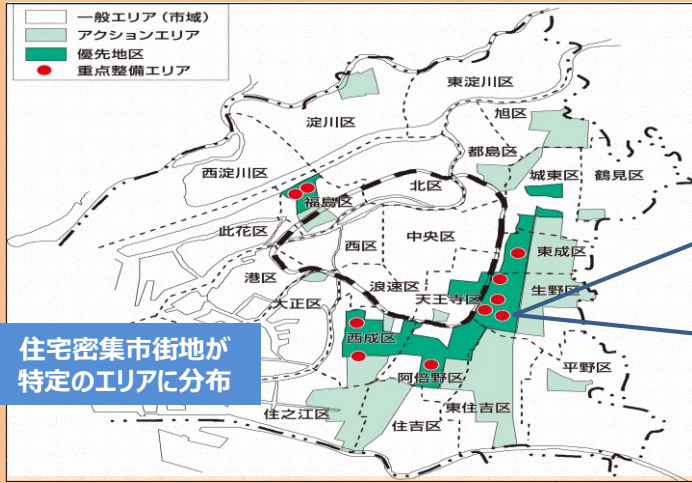 一般エリア（市域）
アクションエリア
優先地区
重点整備エリア
東淀川区
旭区
淀川区
都島区
西淀川区
城東区
鶴見区
北区
福島区
此花区
西区
中央区
東成区
港区
浪速区
天王寺区
生野区
大正区
住宅密集市街地が
特定のエリアに分布
西成区
阿倍野区
平野区
住之江区
東住吉区
住吉区